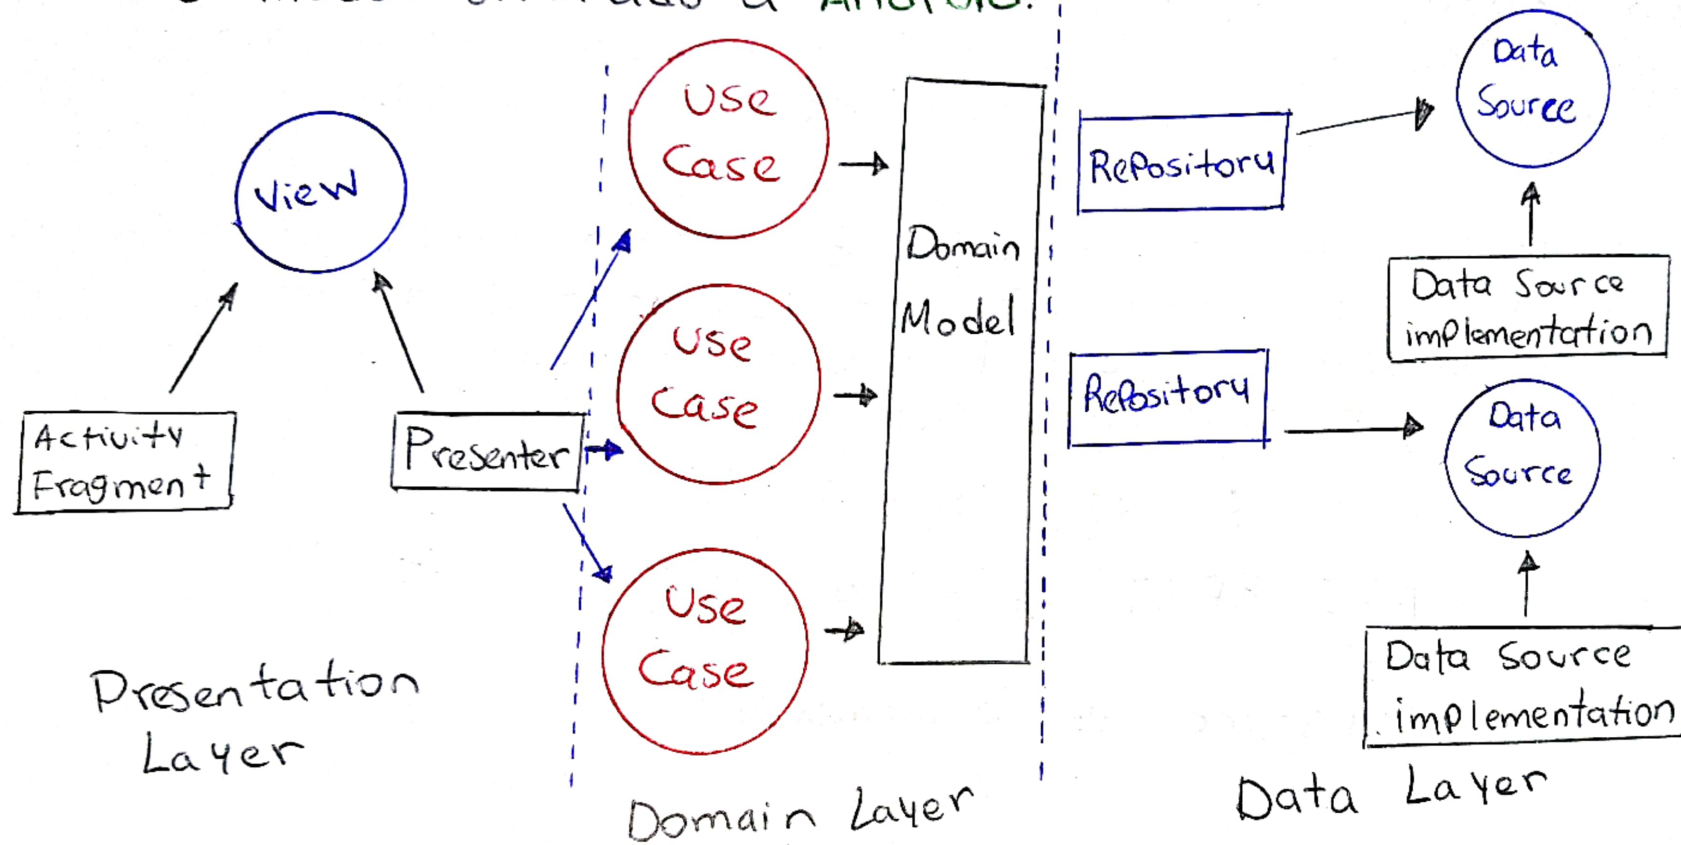 Android.
View
Activity
Fragment
Presenter
Presentation
Layer
Use
Case
Use
Case
Use
Case
Domain
Model
Domain Layer
Repository
Repository
Data
Source
Data Source
implementation
Data
Source
Data Source
implementation
Data Layer